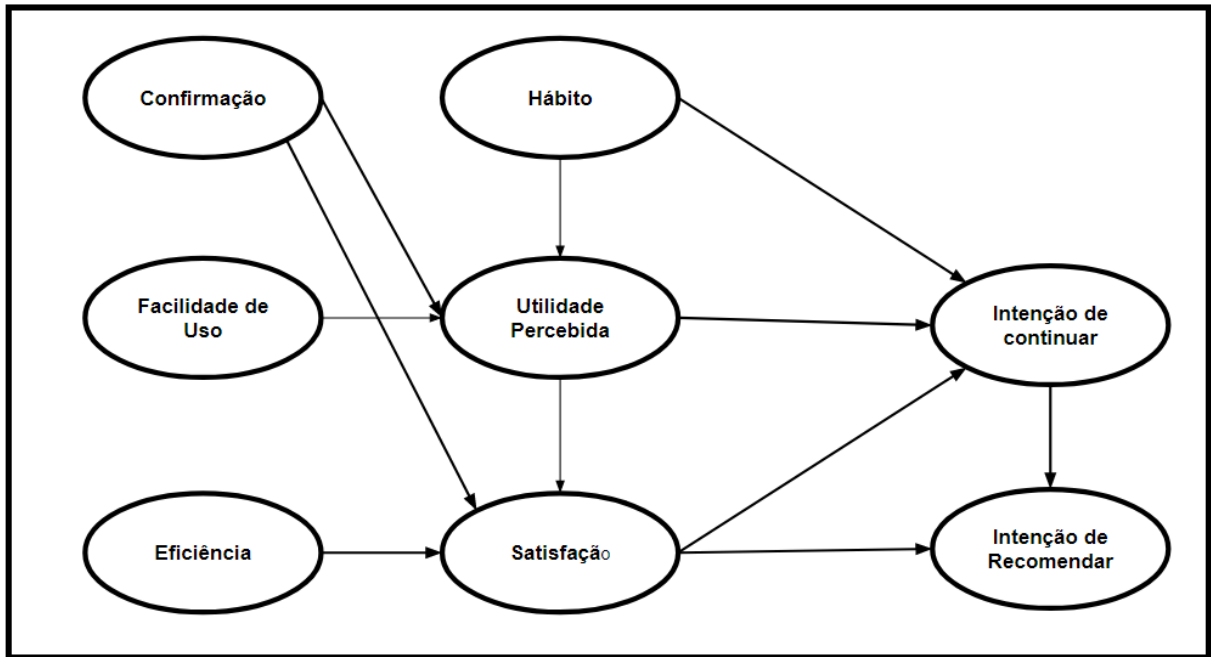 Confirmação
Hábito
Facilidade de
Uso
Utilidade
Percebida
Intenção de
continuar
Eficiência
Satisfação
Intenção de
Recomendar